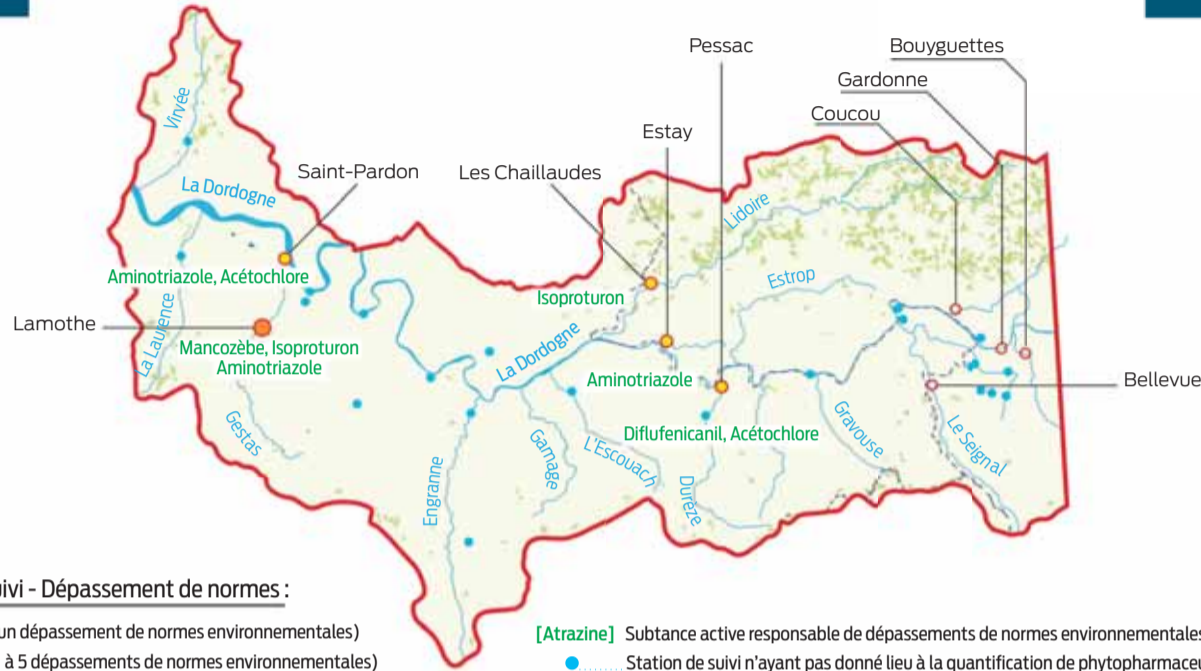 Pessac
Bouyguettes
Gardonne
Coucou
Estay
Saint-Pardon
Les Chaillaudes
Virvée
La Dordogne
Lidoire
Aminotriazole, Acétochlore
Isoproturon
Estrop
Lamothe
La Laurence
Mancozèbe, Isoproturon
Aminotriazole
La Dordogne
Aminotriazole
Bellevue
Diflufenicanil, Acétochlore
Gestas
Engranne
Gamage
L'Escouach
Durèze
Gravouse
Le Seignal
ivi - Dépassement de normes :
un dépassement de normes environnementales)
à 5 dépassements de normes environnementales)
[Atrazine] Subtance active responsable de dépassements de normes environnementales
Station de suivi n'ayant pas donné lieu à la quantification de phytopharmace